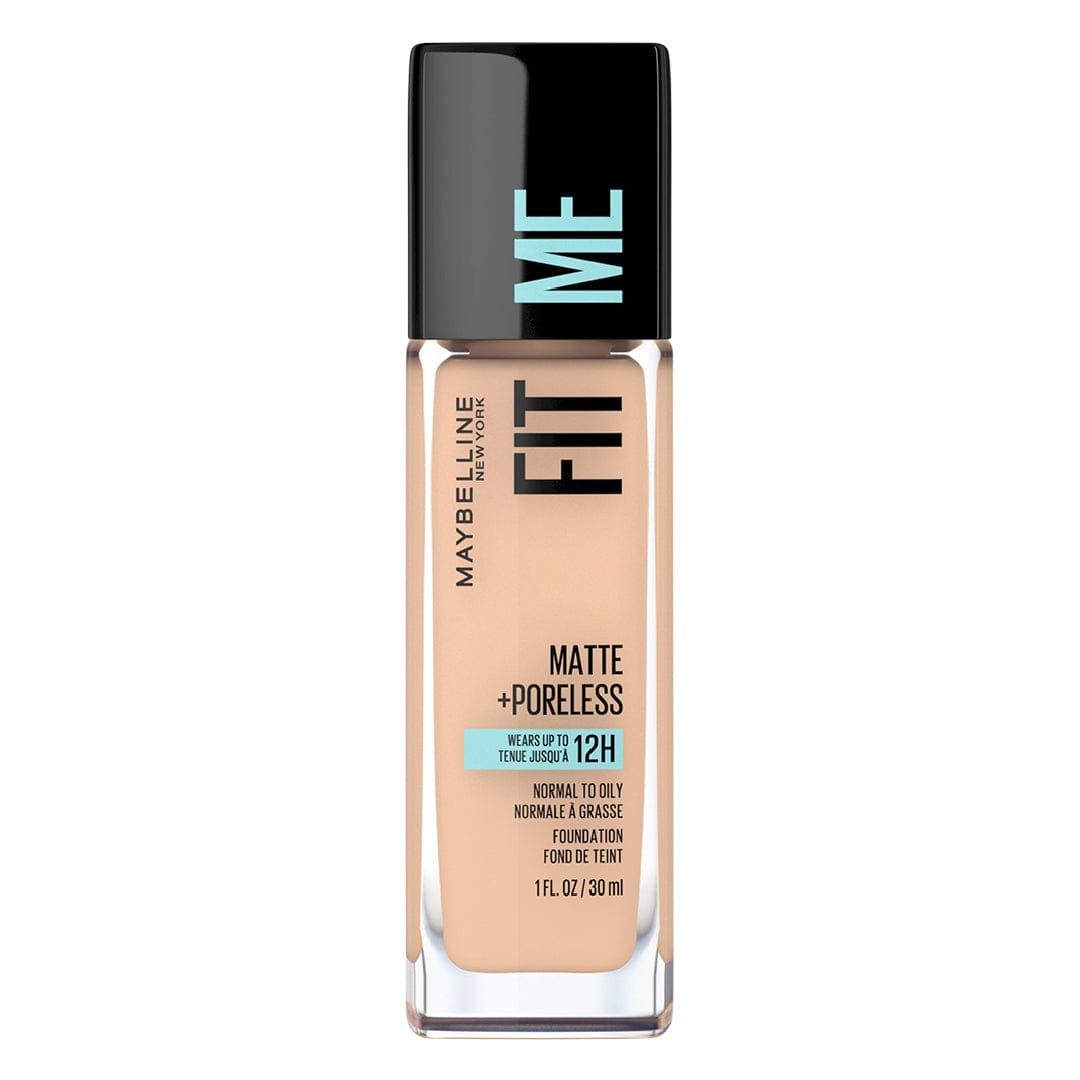 MAYBELLINE
NEW YORK
FIT ME
MATTE
+PORELESS
WEARS UP TO
TENUE JUSQU'À 12H
NORMAL TO OILY
NORMALE À GRASSE
FOUNDATION
FOND DE TEINT
1 FL. OZ / 30 ml